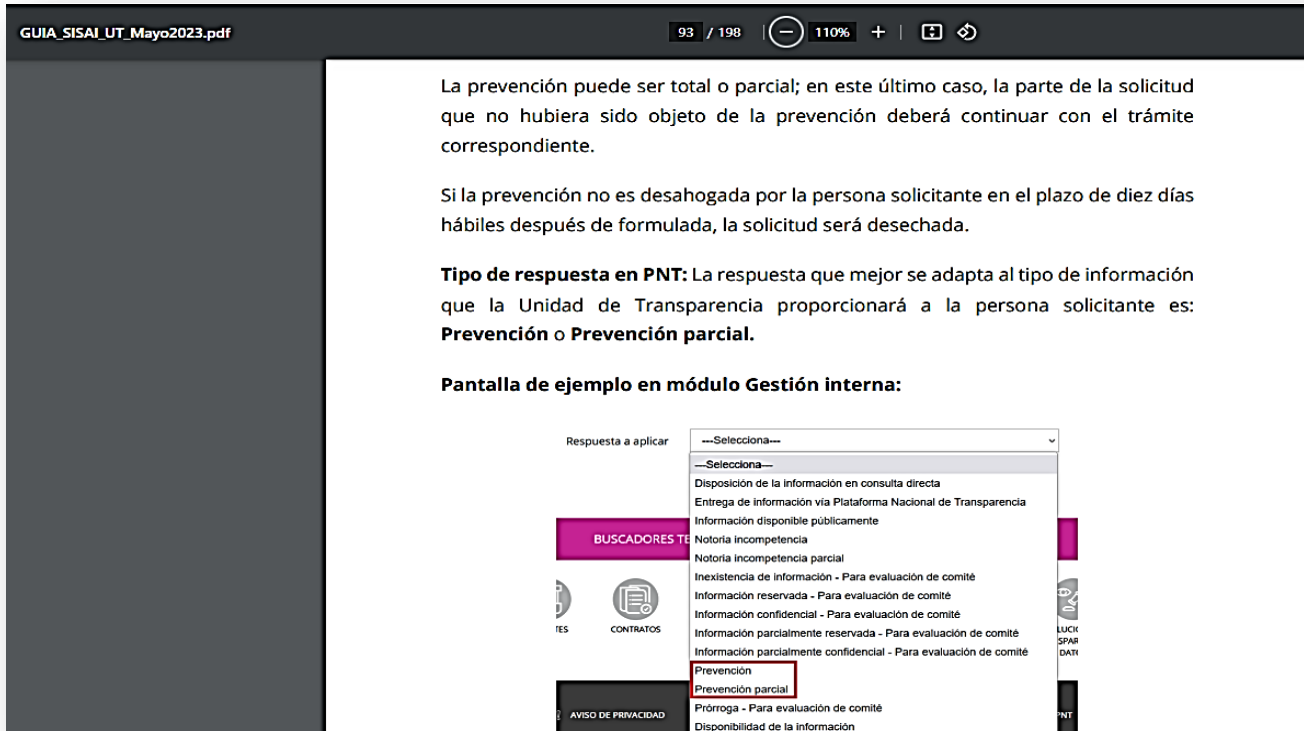 GUIA_SISAI_UT_Mayo2023.pdf
93 / 198
110%
La prevención puede ser total o parcial; en este último caso, la parte de la solicitud
que no hubiera sido objeto de la prevención deberá continuar con el trámite
correspondiente.
Si la prevención no es desahogada por la persona solicitante en el plazo de diez días
hábiles después de formulada, la solicitud será desechada.
Tipo de respuesta en PNT: La respuesta que mejor se adapta al tipo de información
que la Unidad de Transparencia proporcionará a la persona solicitante es:
Prevención o Prevención parcial.
Pantalla de ejemplo en módulo Gestión interna:
Respuesta a aplicar
---Selecciona---
---Selecciona---
Disposición de la información en consulta directa
Entrega de información vía Plataforma Nacional de Transparencia
Información disponible públicamente
BUSCADORES TE
Notoria incompetencia
Notoria incompetencia parcial
Inexistencia de información - Para evaluación de comité
Información reservada - Para evaluación de comité
Información confidencial - Para evaluación de comité
TES
CONTRATOS
Información parcialmente reservada - Para evaluación de comité
Información parcialmente confidencial - Para evaluación de comité
LUCI
SPAR
DAT
Prevención
Prevención parcial
Prórroga - Para evaluación de comité
AVISO DE PRIVACIDAD
PNT
Disponibilidad de la información